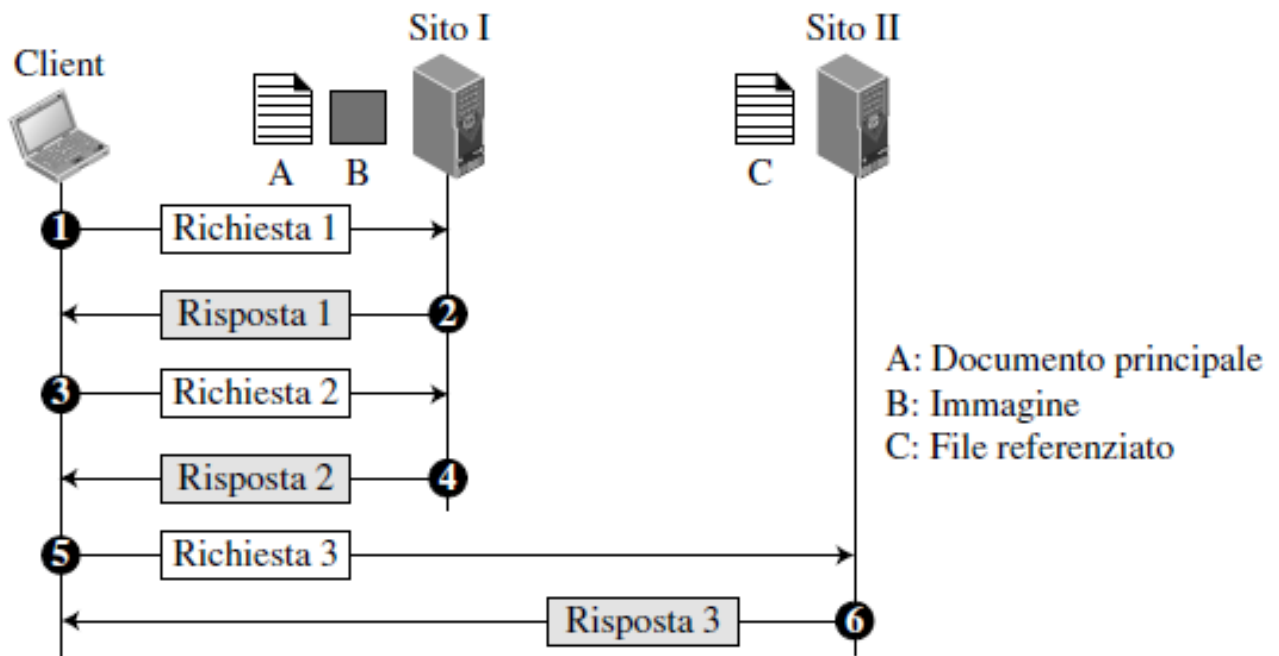 Sito I
Sito II
Client
A
B
C
1
Richiesta 1
Risposta 1
2
3
Richiesta 2
Risposta 2
4
A: Documento principale
B: Immagine
C: File referenziato
5
Richiesta 3
Risposta 3
6